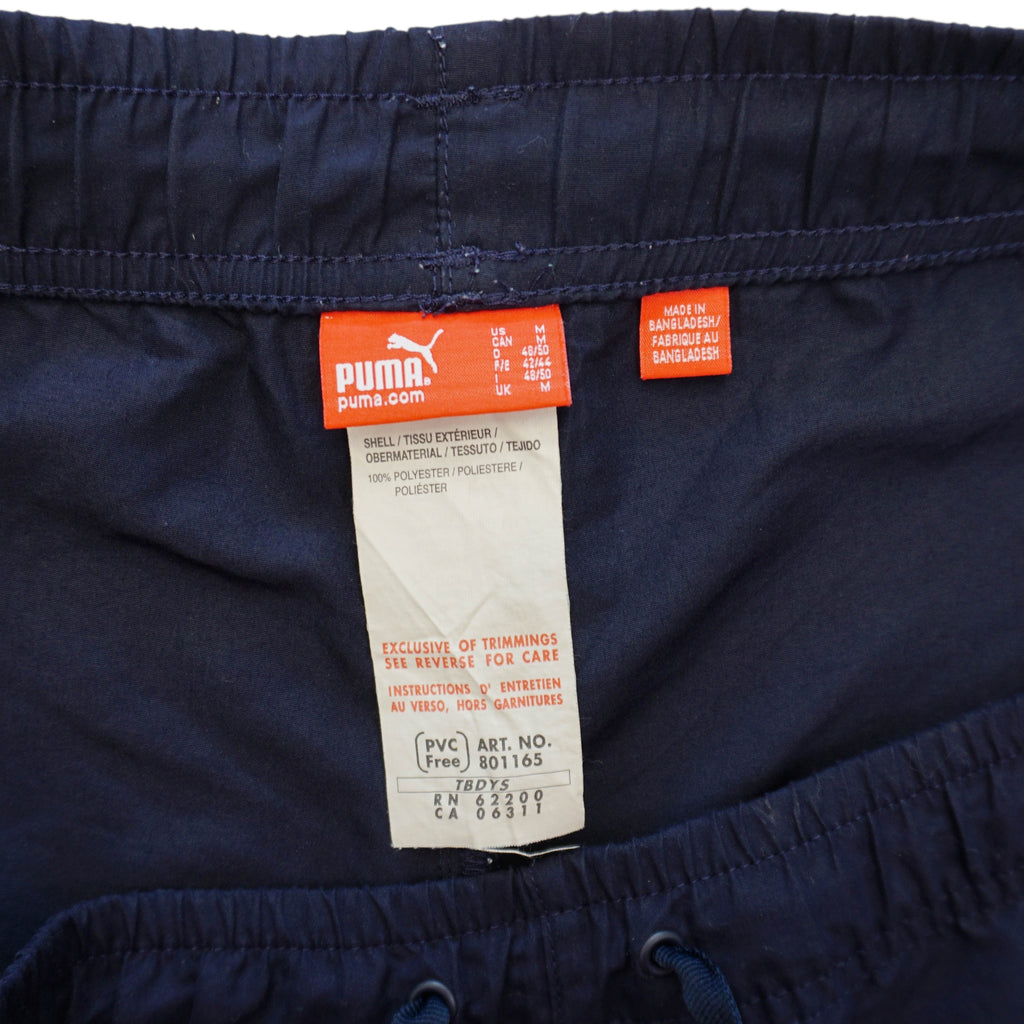 PUMA®
puma.com
US M
CAN M
D 48/50
F/E 42/44
I 48/50
UK M
MADE IN
BANGLADESH/
FABRIQUE AU
BANGLADESH
SHELL / TISSU EXTÉRIEUR /
OBERMATERIAL / TESSUTO / TEJIDO
100% POLYESTER / POLIESTERE /
POLIÉSTER
EXCLUSIVE OF TRIMMINGS
SEE REVERSE FOR CARE
INSTRUCTIONS D' ENTRETIEN
AU VERSO, HORS GARNITURES
PVC Free
ART. NO.
801165
TBDYS
RN 62200
CA 06311